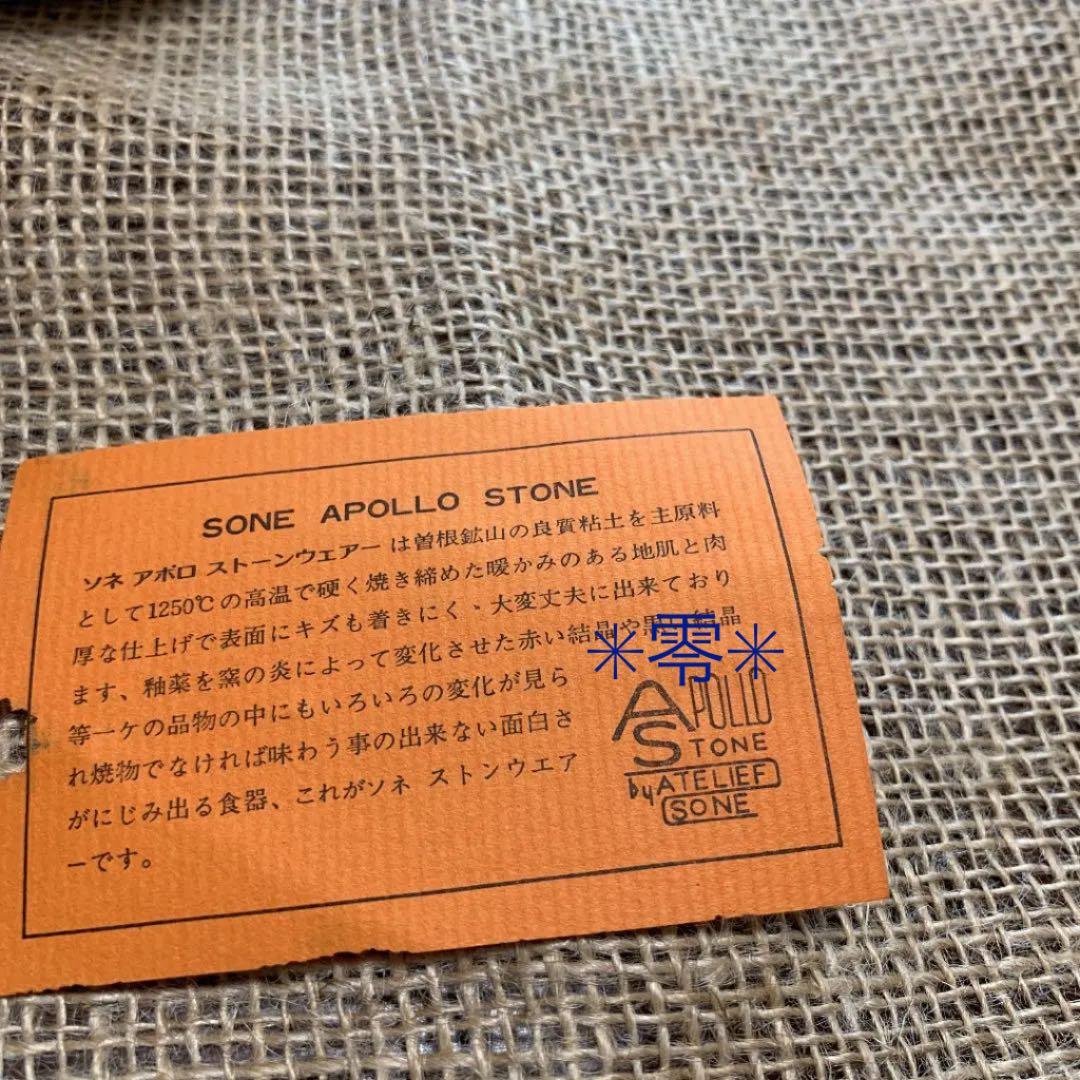 SONE APOLLO STONE
ソネ アポロ ストーンウェアーは曽根鉱山の良質粘土を主原料
として1250℃の高温で硬く焼き締めた暖かみのある地肌と肉
厚な仕上げで表面にキズも着きにく、大変丈夫に出来ており
ます、釉薬を窯の炎によって変化させた赤い結晶や 結晶
等一ケの品物の中にもいろいろの変化が見ら
れ焼物でなければ味わう事の出来ない面白さ
がにじみ出る食器、これがソネ ストンウエア
ーです。
✳零✳
APOLLO
STONE
by ATELIEF
SONE